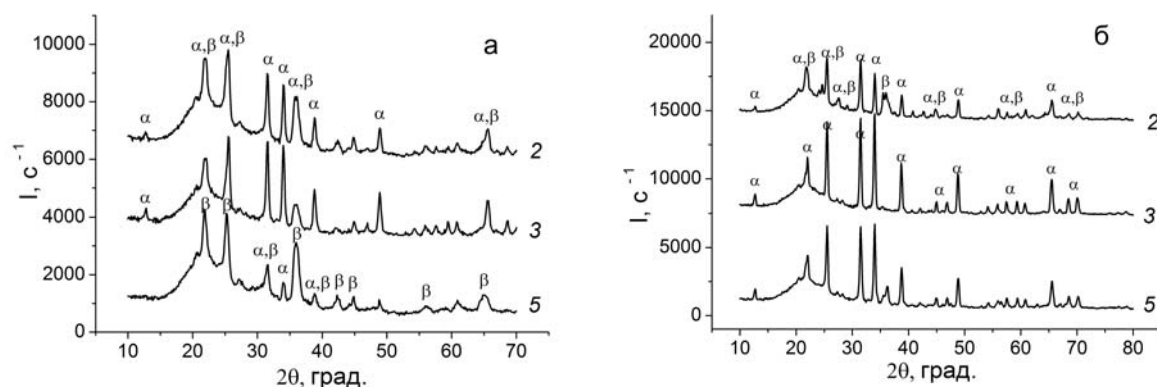 а
I, с⁻¹
10000
8000
6000
4000
2000
0
α
α,β
α,β
α
α
α,β
α
α
α,β
2
α
3
β
β
α,β
α
β
α,β
β
β
β
β
5
10
20
30
40
50
60
70
2θ, град.
б
I, с⁻¹
20000
15000
10000
5000
0
α
α,β
α,β
α,β
α
α
β
α
α,β
α
α,β
α
α,β
2
α
α
α
α
α
α
α
α
α
α
α
3
α
5
10
20
30
40
50
60
70
80
2θ, град.